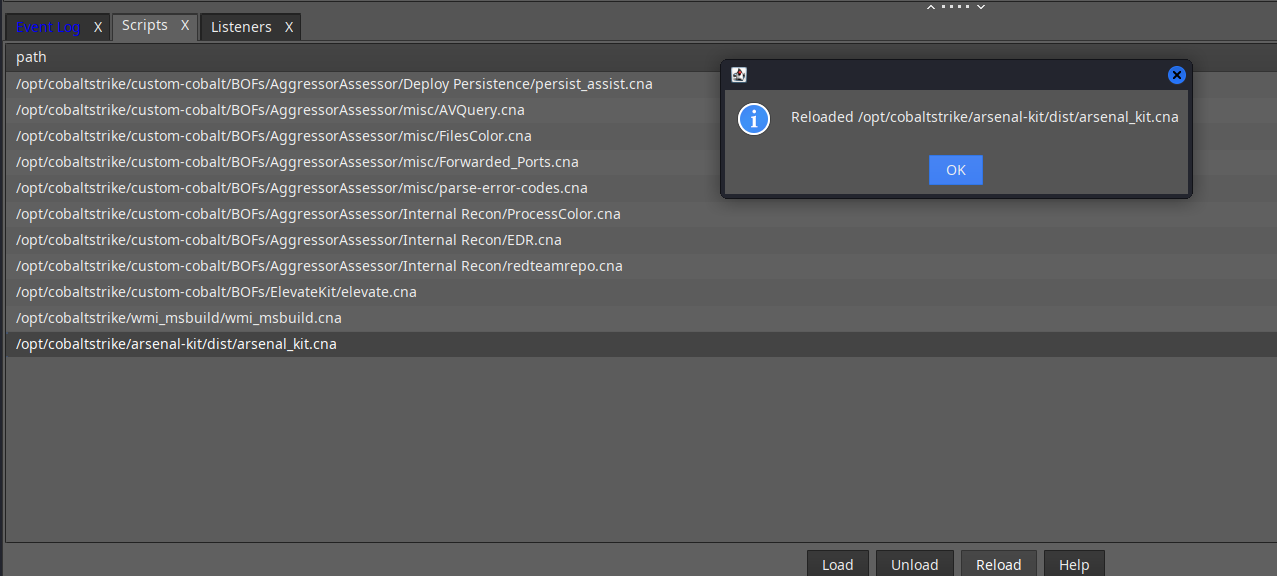 Event Log X Scripts X Listeners X
path
/opt/cobaltstrike/custom-cobalt/BOFs/AggressorAssessor/Deploy Persistence/persist_assist.cna
/opt/cobaltstrike/custom-cobalt/BOFs/AggressorAssessor/misc/AVQuery.cna
/opt/cobaltstrike/custom-cobalt/BOFs/AggressorAssessor/misc/FilesColor.cna
/opt/cobaltstrike/custom-cobalt/BOFs/AggressorAssessor/misc/Forwarded_Ports.cna
/opt/cobaltstrike/custom-cobalt/BOFs/AggressorAssessor/misc/parse-error-codes.cna
/opt/cobaltstrike/custom-cobalt/BOFs/AggressorAssessor/Internal Recon/ProcessColor.cna
/opt/cobaltstrike/custom-cobalt/BOFs/AggressorAssessor/Internal Recon/EDR.cna
/opt/cobaltstrike/custom-cobalt/BOFs/AggressorAssessor/Internal Recon/redteamrepo.cna
/opt/cobaltstrike/custom-cobalt/BOFs/ElevateKit/elevate.cna
/opt/cobaltstrike/wmi_msbuild/wmi_msbuild.cna
/opt/cobaltstrike/arsenal-kit/dist/arsenal_kit.cna
Reloaded /opt/cobaltstrike/arsenal-kit/dist/arsenal_kit.cna
OK
Load Unload Reload Help